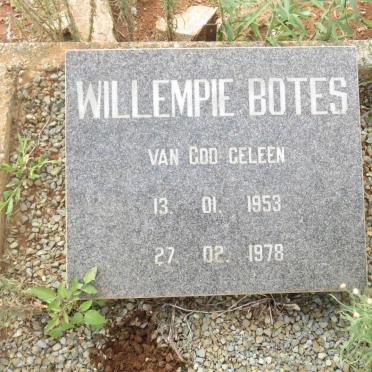 WILLEMPIE BOTES
VAN GOD GELEEN
13. 01. 1953
27. 02. 1978